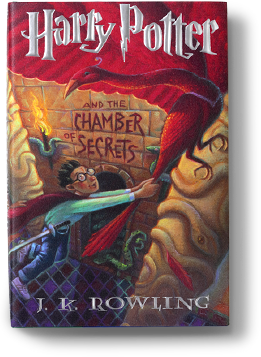 Harry Potter
AND THE
CHAMBER
OF
SECRETS
J. K. ROWLING